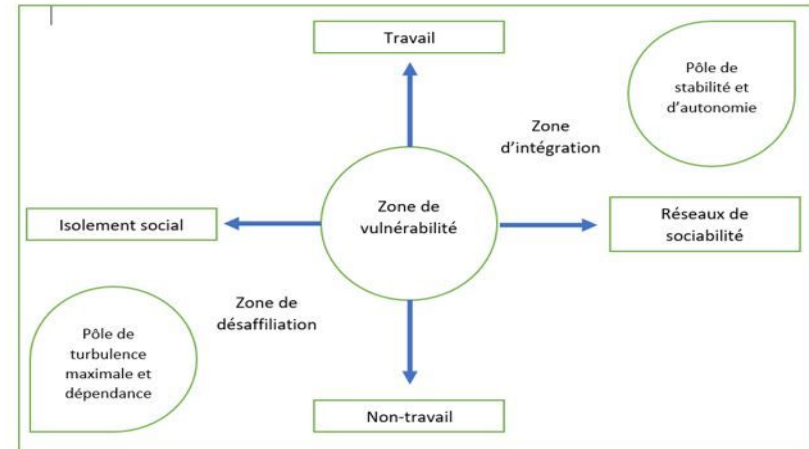 Travail
Pôle de
stabilité et
d’autonomie
Zone
d’intégration
Zone de
vulnérabilité
Isolement social
Réseaux de
sociabilité
Zone de
désaffiliation
Pôle de
turbulence
maximale et
dépendance
Non-travail